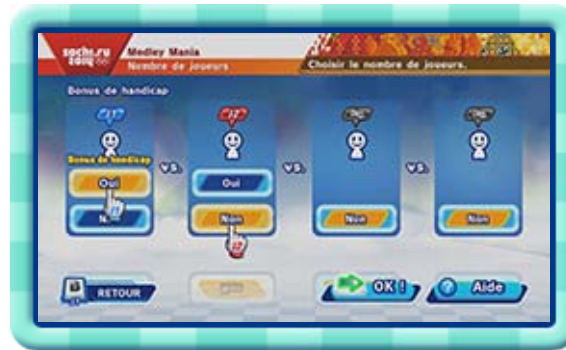 sochi.ru
2014
Medley Mania
Nombre de joueurs
Choisir le nombre de joueurs.
Bonus de handicap
Bonus de handicap
VS.
VS.
VS.
Oui
Oui
Non
Non
Non
RETOUR
OK !
Aide